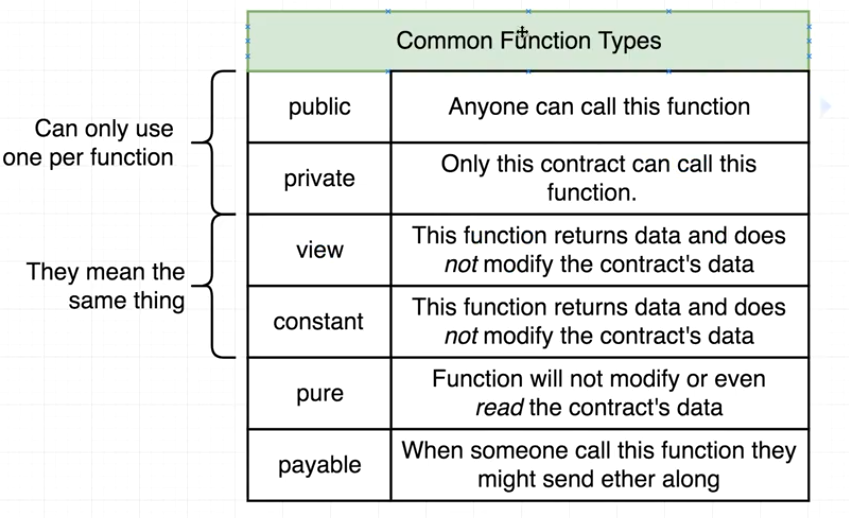 Common Function Types
Can only use
one per function
public
Anyone can call this function
private
Only this contract can call this
function.
They mean the
same thing
view
This function returns data and does
not modify the contract's data
constant
This function returns data and does
not modify the contract's data
pure
Function will not modify or even
read the contract's data
payable
When someone call this function they
might send ether along